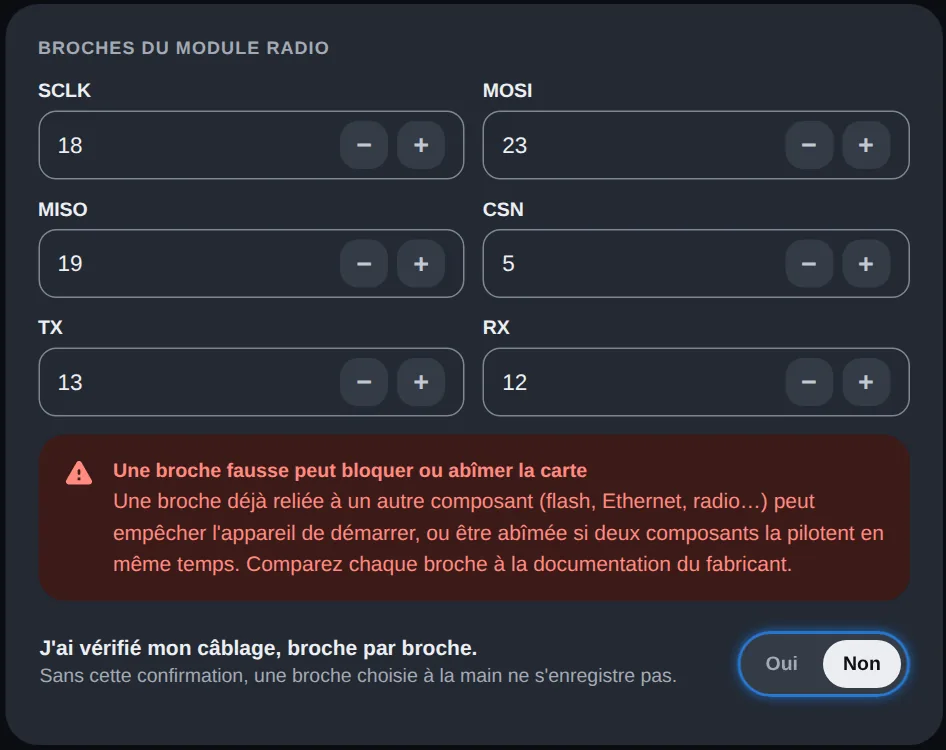 BROCHES DU MODULE RADIO
SCLK
MOSI
18 − +
23 − +
MISO
CSN
19 − +
5 − +
TX
RX
13 − +
12 − +
Une broche fausse peut bloquer ou abîmer la carte
Une broche déjà reliée à un autre composant (flash, Ethernet, radio…) peut
empêcher l'appareil de démarrer, ou être abîmée si deux composants la pilotent en
même temps. Comparez chaque broche à la documentation du fabricant.
J'ai vérifié mon câblage, broche par broche.
Sans cette confirmation, une broche choisie à la main ne s'enregistre pas.
Oui Non